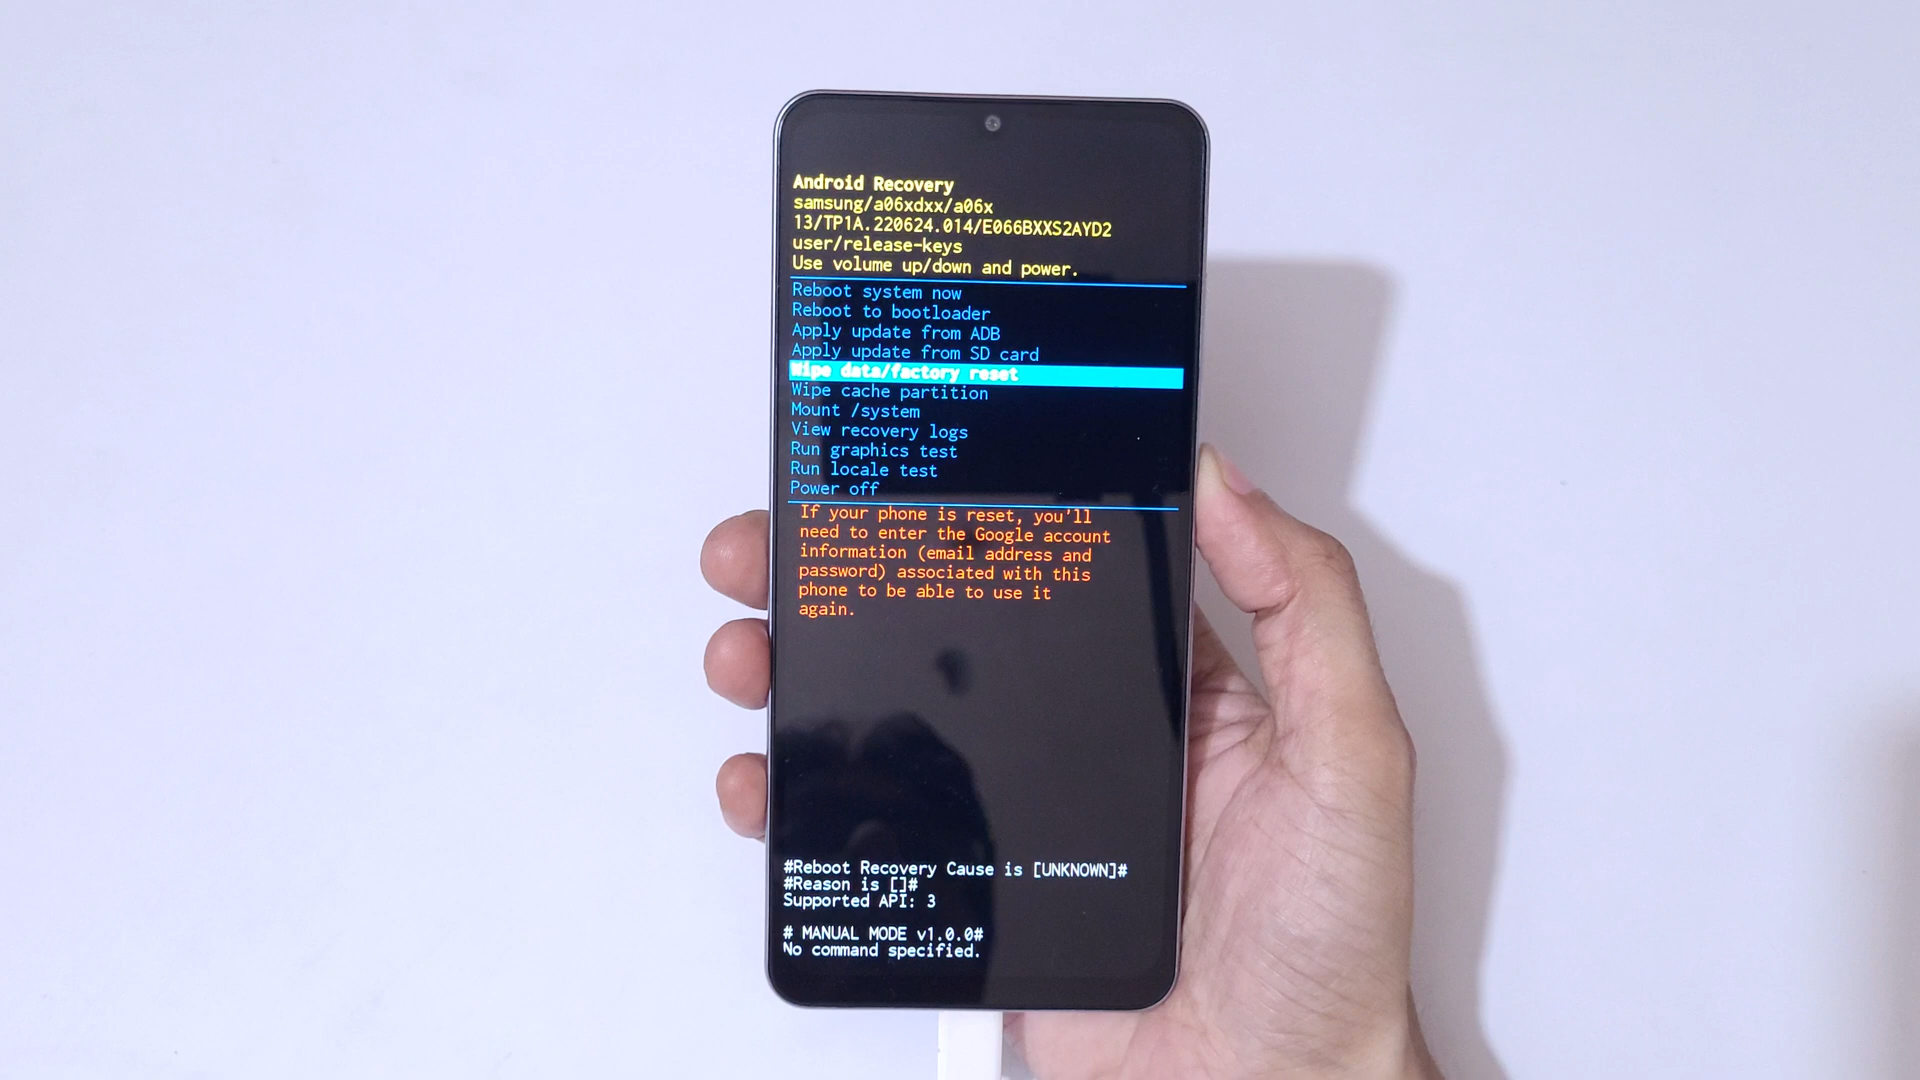 Android Recovery
samsung/a06xdxx/a06x
13/TP1A.220624.014/E066BXXS2AYD2
user/release-keys
Use volume up/down and power.
Reboot system now
Reboot to bootloader
Apply update from ADB
Apply update from SD card
Wipe data/factory reset
Wipe cache partition
Mount /system
View recovery logs
Run graphics test
Run locale test
Power off
If your phone is reset, you'll
need to enter the Google account
information (email address and
password) associated with this
phone to be able to use it
again.
#Reboot Recovery Cause is [UNKNOWN]#
#Reason is []#
Supported API: 3
# MANUAL MODE v1.0.0#
No command specified.